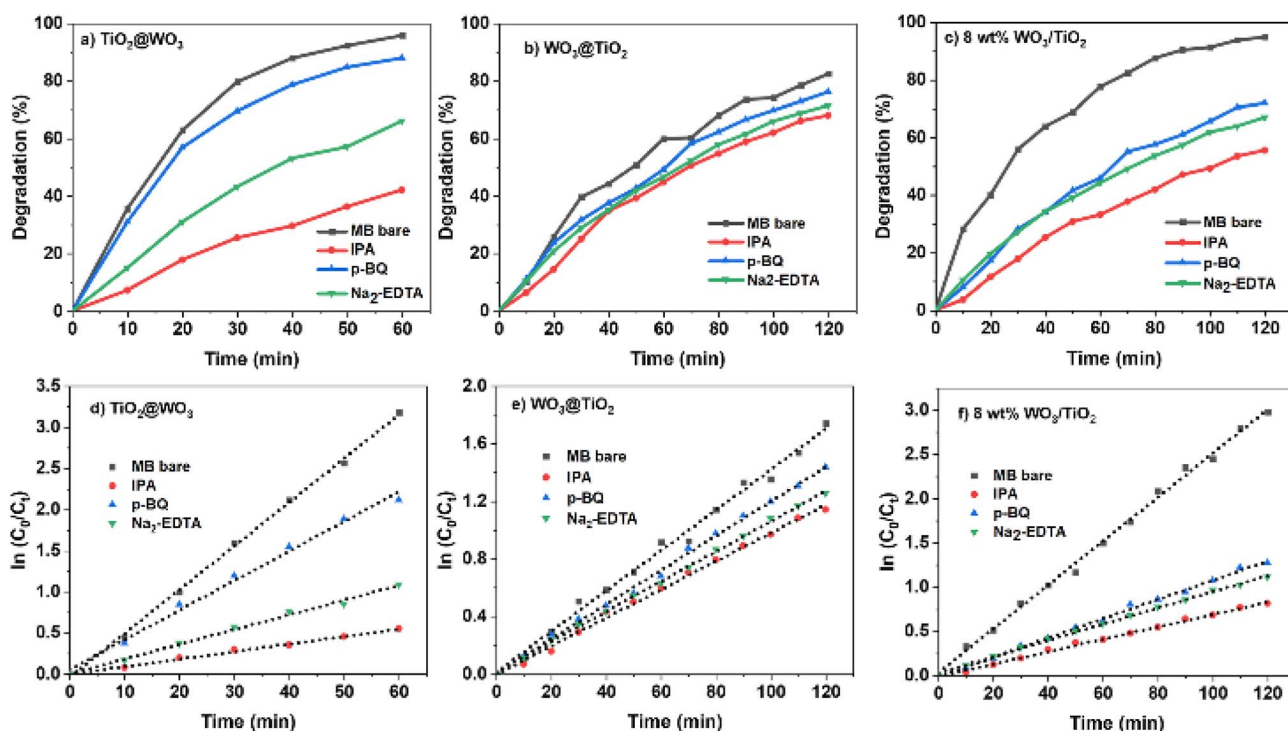 a) TiO2@WO3
100
80
60
40
20
0
Degradation (%)
MB bare
IPA
p-BQ
Na2-EDTA
0 10 20 30 40 50 60
Time (min)
b) WO3@TiO2
100
80
60
40
20
0
Degradation (%)
MB bare
IPA
p-BQ
Na2-EDTA
0 20 40 60 80 100 120
Time (min)
c) 8 wt% WO3/TiO2
100
80
60
40
20
0
Degradation (%)
MB bare
IPA
p-BQ
Na2-EDTA
0 20 40 60 80 100 120
Time (min)
d) TiO2@WO3
3.5
3.0
2.5
2.0
1.5
1.0
0.5
0.0
ln (C0/Ct)
MB bare
IPA
p-BQ
Na2-EDTA
0 10 20 30 40 50 60
Time (min)
e) WO3@TiO2
2.0
1.6
1.2
0.8
0.4
0.0
ln (C0/Ct)
MB bare
IPA
p-BQ
Na2-EDTA
0 20 40 60 80 100 120
Time (min)
f) 8 wt% WO3/TiO2
3.0
2.5
2.0
1.5
1.0
0.5
0.0
ln (C0/Ct)
MB bare
IPA
p-BQ
Na2-EDTA
0 20 40 60 80 100 120
Time (min)